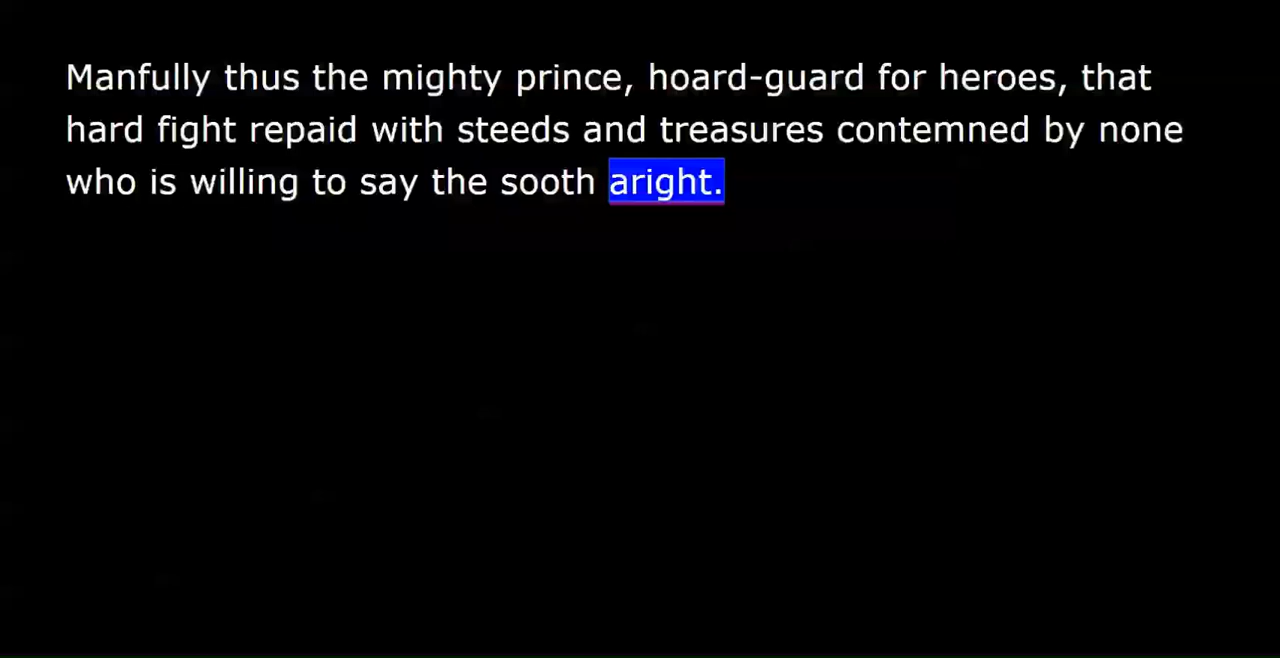 Manfully thus the mighty prince, hoard-guard for heroes, that
hard fight repaid with steeds and treasures contemned by none
who is willing to say the sooth aright.